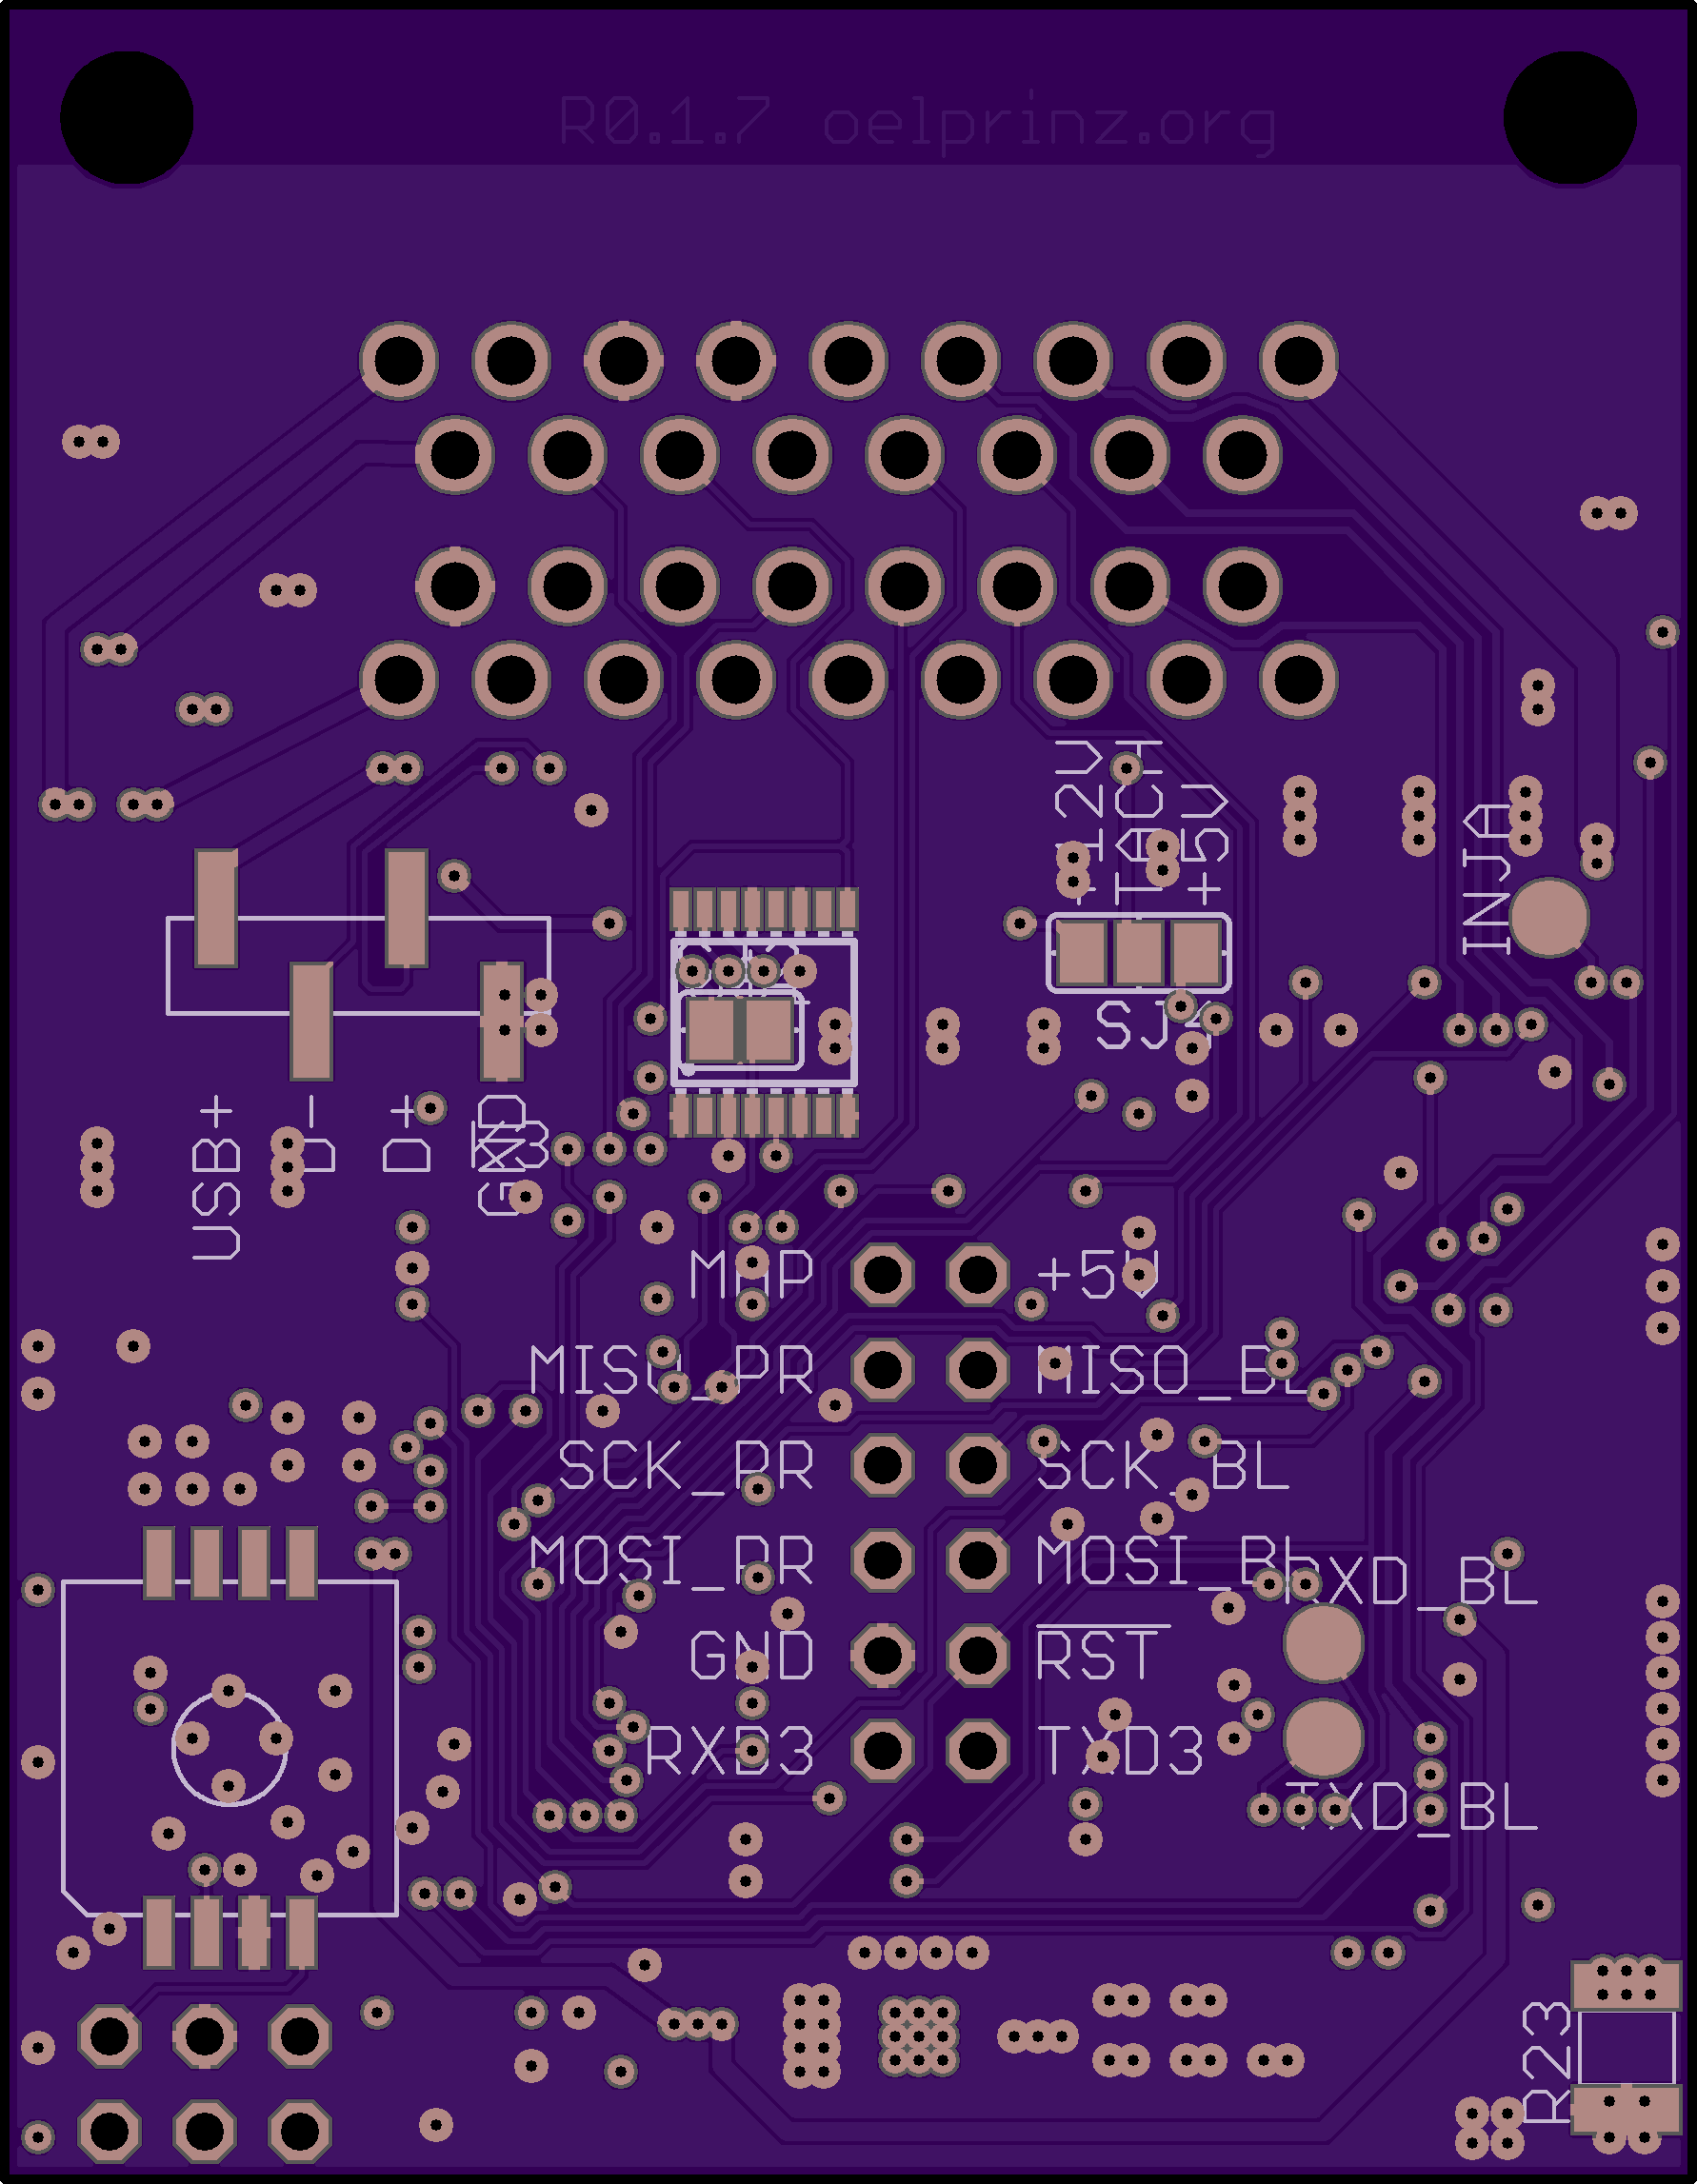 R0.1.7 oelprinz.org
+12V
TACH
+5V
INJA
SJ4
USB+
D-
D+
GND
MAP
+5V
MISO_PR
MISO_BL
SCK_PR
SCK_BL
MOSI_PR
MOSI_BL
RXD_BL
GND
RST
RXD3
TXD3
TXD_BL
R23